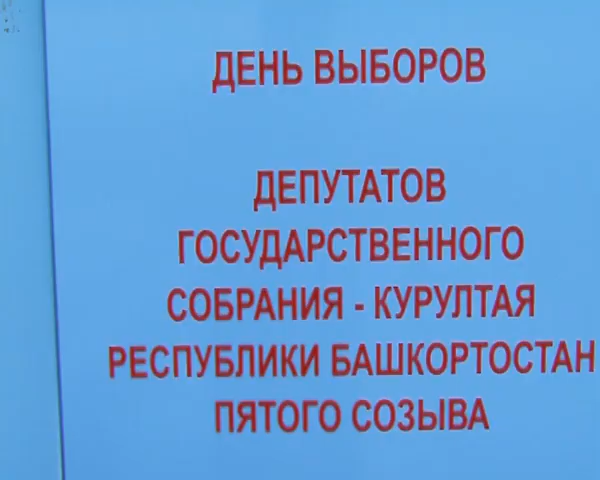 ДЕНЬ ВЫБОРОВ
ДЕПУТАТОВ
ГОСУДАРСТВЕННОГО
СОБРАНИЯ - КУРУЛТАЯ
РЕСПУБЛИКИ БАШКОРТОСТАН
ПЯТОГО СОЗЫВА